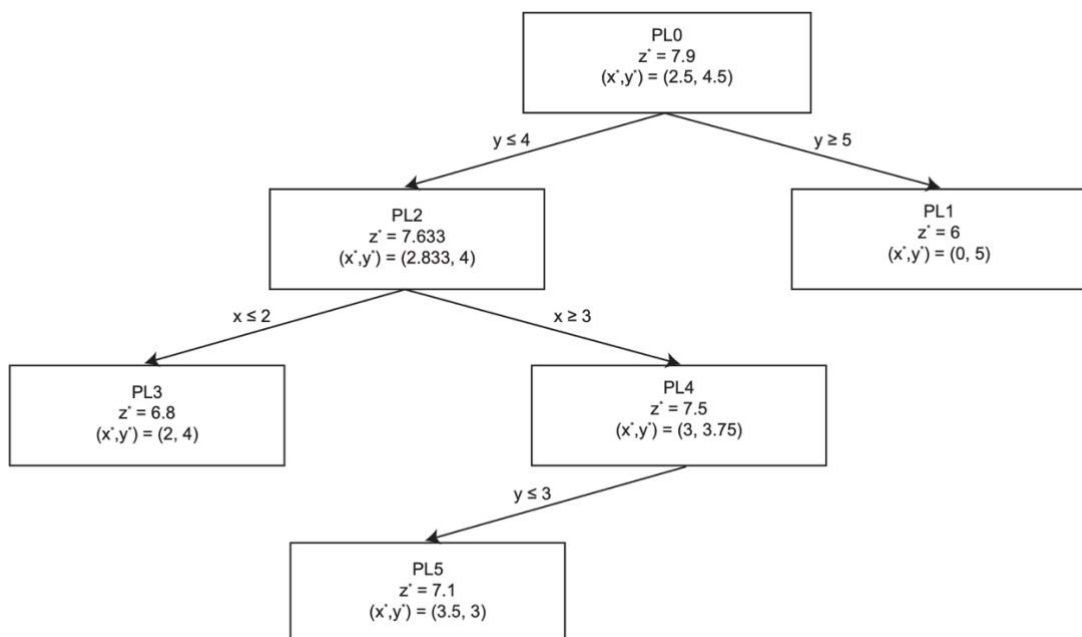 PL0
z* = 7.9
(x*,y*) = (2.5, 4.5)
y ≤ 4
y ≥ 5
PL2
z* = 7.633
(x*,y*) = (2.833, 4)
PL1
z* = 6
(x*,y*) = (0, 5)
x ≤ 2
x ≥ 3
PL3
z* = 6.8
(x*,y*) = (2, 4)
PL4
z* = 7.5
(x*,y*) = (3, 3.75)
y ≤ 3
PL5
z* = 7.1
(x*,y*) = (3.5, 3)